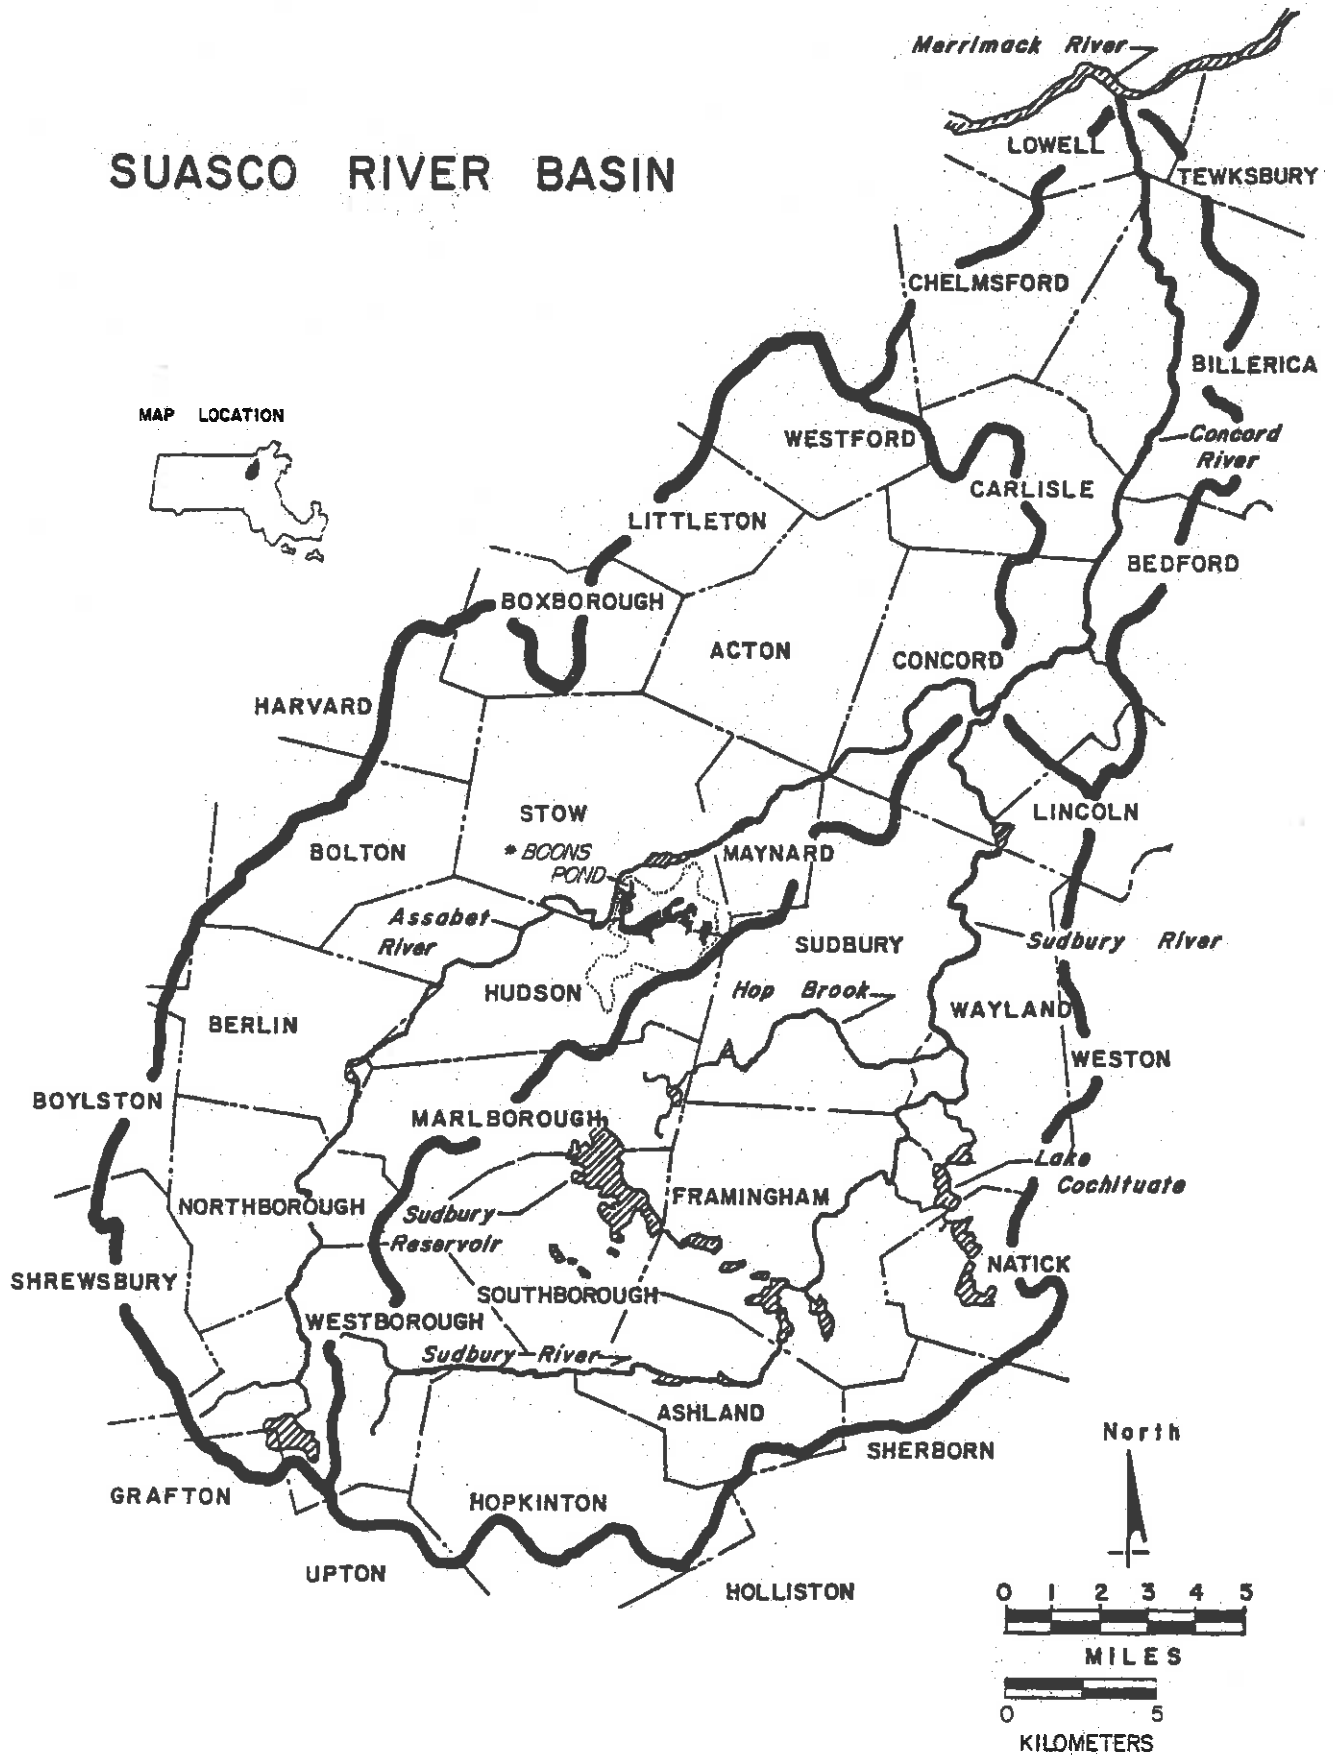 Merrimack River
SUASCO RIVER BASIN
LOWELL
TEWKSBURY
CHELMSFORD
BILLERICA
MAP LOCATION
WESTFORD
Concord
River
CARLISLE
LITTLETON
BEDFORD
BOXBOROUGH
ACTON
CONCORD
HARVARD
STOW
LINCOLN
BOLTON
* BOONS
POND
MAYNARD
Assabet
River
SUDBURY
Sudbury River
HUDSON
Hop Brook
WAYLAND
BERLIN
WESTON
BOYLSTON
MARLBOROUGH
Lake
Cochituate
NORTHBOROUGH
FRAMINGHAM
Sudbury
Reservoir
NATICK
SHREWSBURY
SOUTHBOROUGH
WESTBOROUGH
Sudbury River
ASHLAND
SHERBORN
North
GRAFTON
HOPKINTON
UPTON
HOLLISTON
0 1 2 3 4 5
MILES
0 5
KILOMETERS